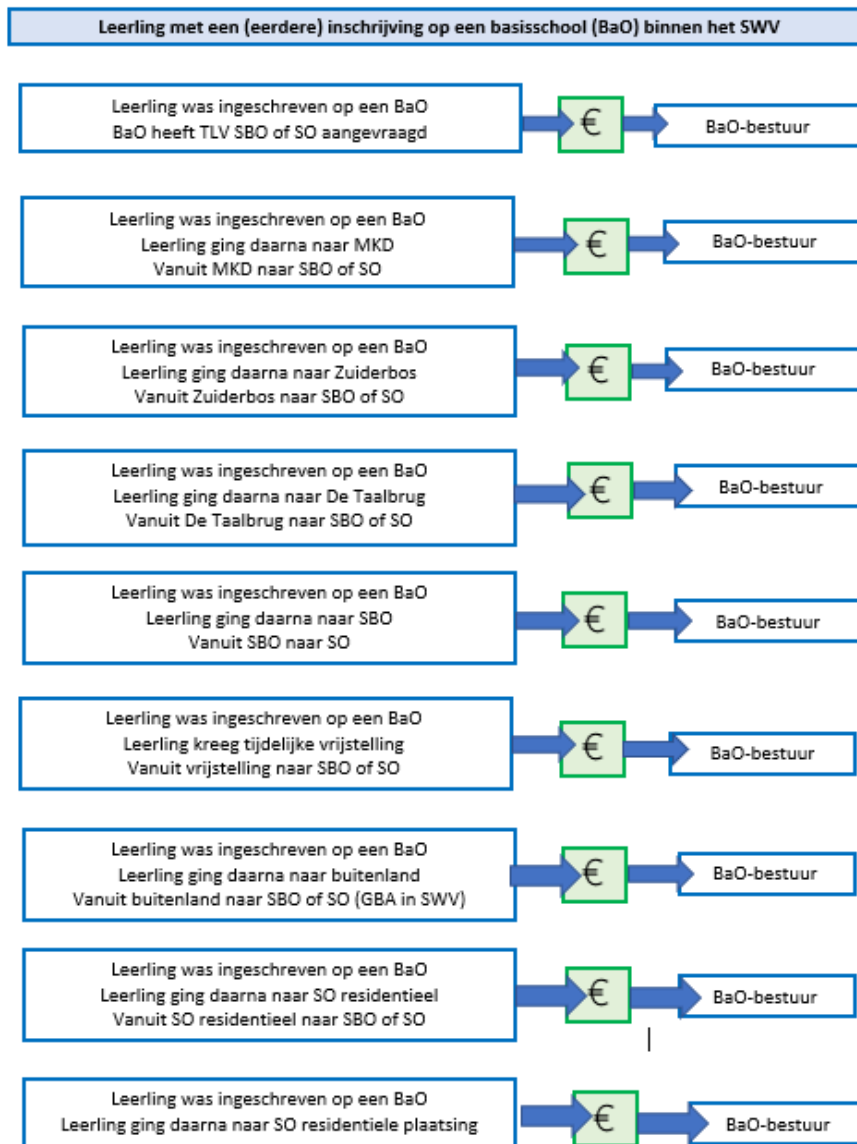 Leerling met een (eerdere) inschrijving op een basisschool (BaO) binnen het SWV
Leerling was ingeschreven op een BaO
BaO heeft TLV SBO of SO aangevraagd
€
BaO-bestuur
Leerling was ingeschreven op een BaO
Leerling ging daarna naar MKD
Vanuit MKD naar SBO of SO
€
BaO-bestuur
Leerling was ingeschreven op een BaO
Leerling ging daarna naar Zuiderbos
Vanuit Zuiderbos naar SBO of SO
€
BaO-bestuur
Leerling was ingeschreven op een BaO
Leerling ging daarna naar De Taalbrug
Vanuit De Taalbrug naar SBO of SO
€
BaO-bestuur
Leerling was ingeschreven op een BaO
Leerling ging daarna naar SBO
Vanuit SBO naar SO
€
BaO-bestuur
Leerling was ingeschreven op een BaO
Leerling kreeg tijdelijke vrijstelling
Vanuit vrijstelling naar SBO of SO
€
BaO-bestuur
Leerling was ingeschreven op een BaO
Leerling ging daarna naar buitenland
Vanuit buitenland naar SBO of SO (GBA in SWV)
€
BaO-bestuur
Leerling was ingeschreven op een BaO
Leerling ging daarna naar SO residentieel
Vanuit SO residentieel naar SBO of SO
€
BaO-bestuur
Leerling was ingeschreven op een BaO
Leerling ging daarna naar SO residentiele plaatsing
€
BaO-bestuur